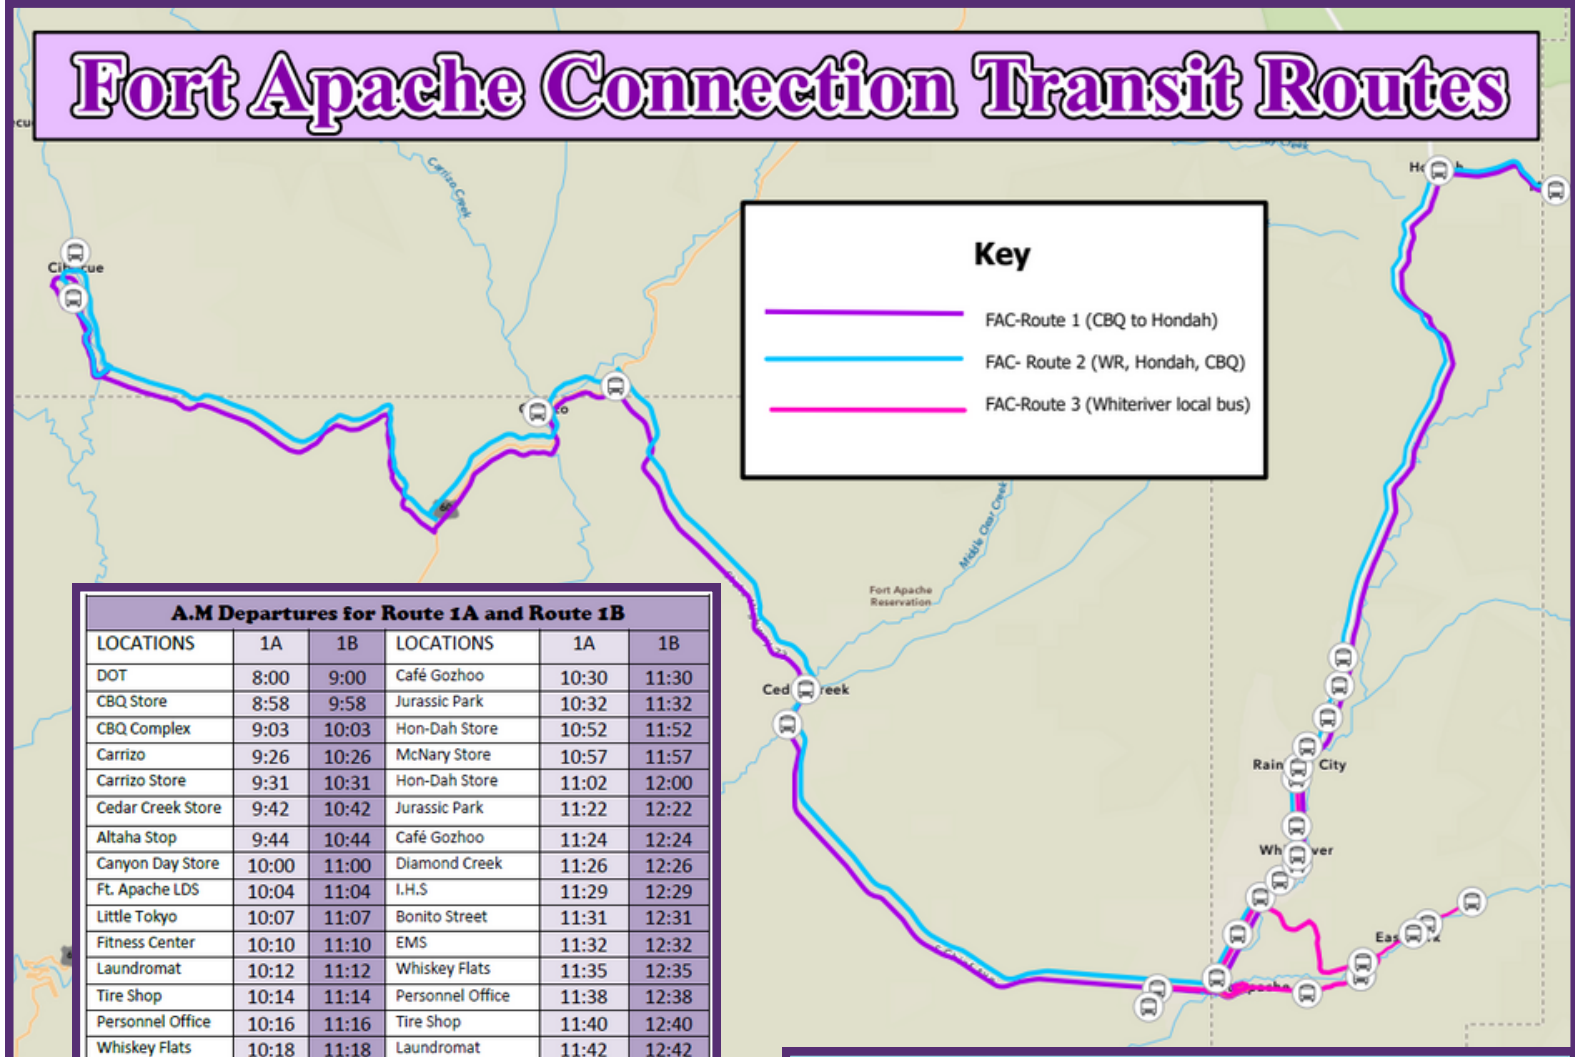 Fort Apache Connection Transit Routes
Carrizo Creek
Key
FAC-Route 1 (CBQ to Hondah)
FAC- Route 2 (WR, Hondah, CBQ)
FAC-Route 3 (Whiteriver local bus)
Middle Clear Creek
Fort Apache
Reservation
A.M Departures for Route 1A and Route 1B
LOCATIONS 1A 1B LOCATIONS 1A 1B
DOT 8:00 9:00 Café Gozhoo 10:30 11:30
CBQ Store 8:58 9:58 Jurassic Park 10:32 11:32
CBQ Complex 9:03 10:03 Hon-Dah Store 10:52 11:52
Carrizo 9:26 10:26 McNary Store 10:57 11:57
Carrizo Store 9:31 10:31 Hon-Dah Store 11:02 12:00
Cedar Creek Store 9:42 10:42 Jurassic Park 11:22 12:22
Altaha Stop 9:44 10:44 Café Gozhoo 11:24 12:24
Canyon Day Store 10:00 11:00 Diamond Creek 11:26 12:26
Ft. Apache LDS 10:04 11:04 I.H.S 11:29 12:29
Little Tokyo 10:07 11:07 Bonito Street 11:31 12:31
Fitness Center 10:10 11:10 EMS 11:32 12:32
Laundromat 10:12 11:12 Whiskey Flats 11:35 12:35
Tire Shop 10:14 11:14 Personnel Office 11:38 12:38
Personnel Office 10:16 11:16 Tire Shop 11:40 12:40
Whiskey Flats 10:18 11:18 Laundromat 11:42 12:42
Rain City